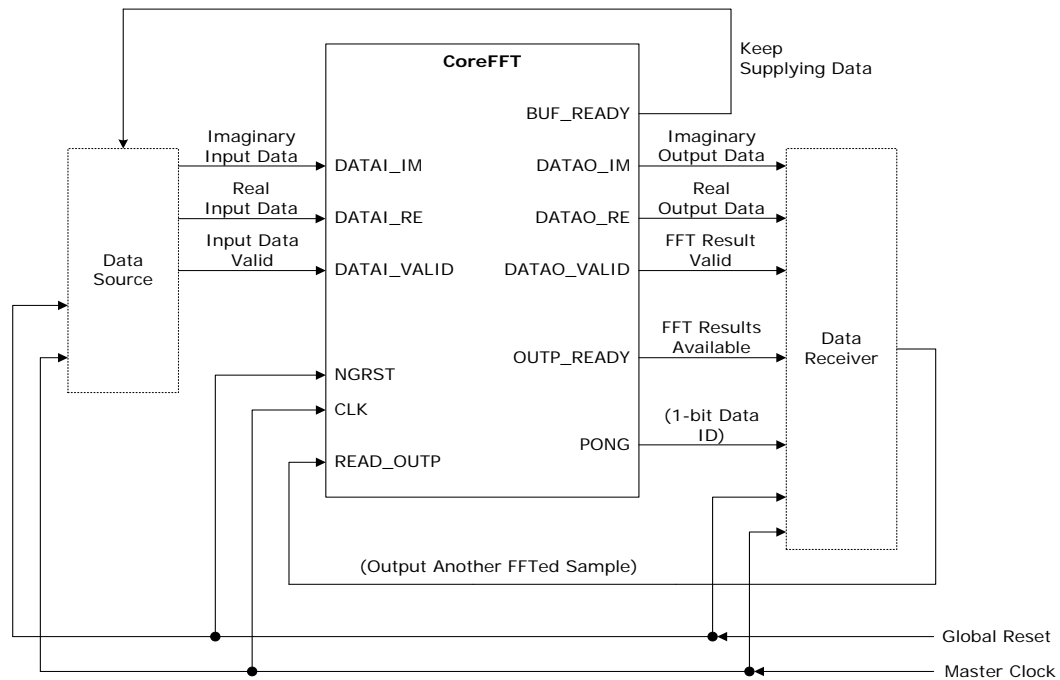 Keep
Supplying Data
CoreFFT
BUF_READY
Imaginary
Input Data
DATAI_IM
DATAO_IM
Imaginary
Output Data
Real
Input Data
DATAI_RE
DATAO_RE
Real
Output Data
Data
Source
Input Data
Valid
DATAI_VALID
DATAO_VALID
FFT Result
Valid
OUTP_READY
FFT Results
Available
Data
Receiver
NGRST
CLK
READ_OUTP
PONG
(1-bit Data
ID)
(Output Another FFTed Sample)
Global Reset
Master Clock